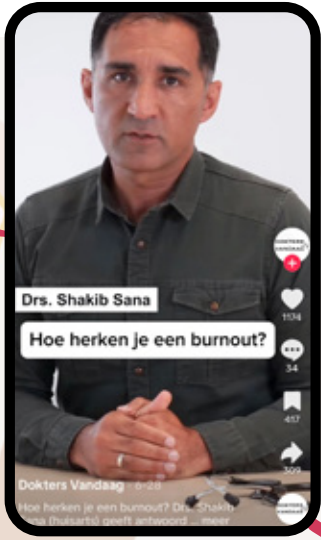 Drs. Shakib Sana
Hoe herken je een burnout?
1174
34
417
309
Dokters Vandaag · 6-28
Hoe herken je een burnout? Drs. Shakib
Sana (huisarts) geeft antwoord ... meer